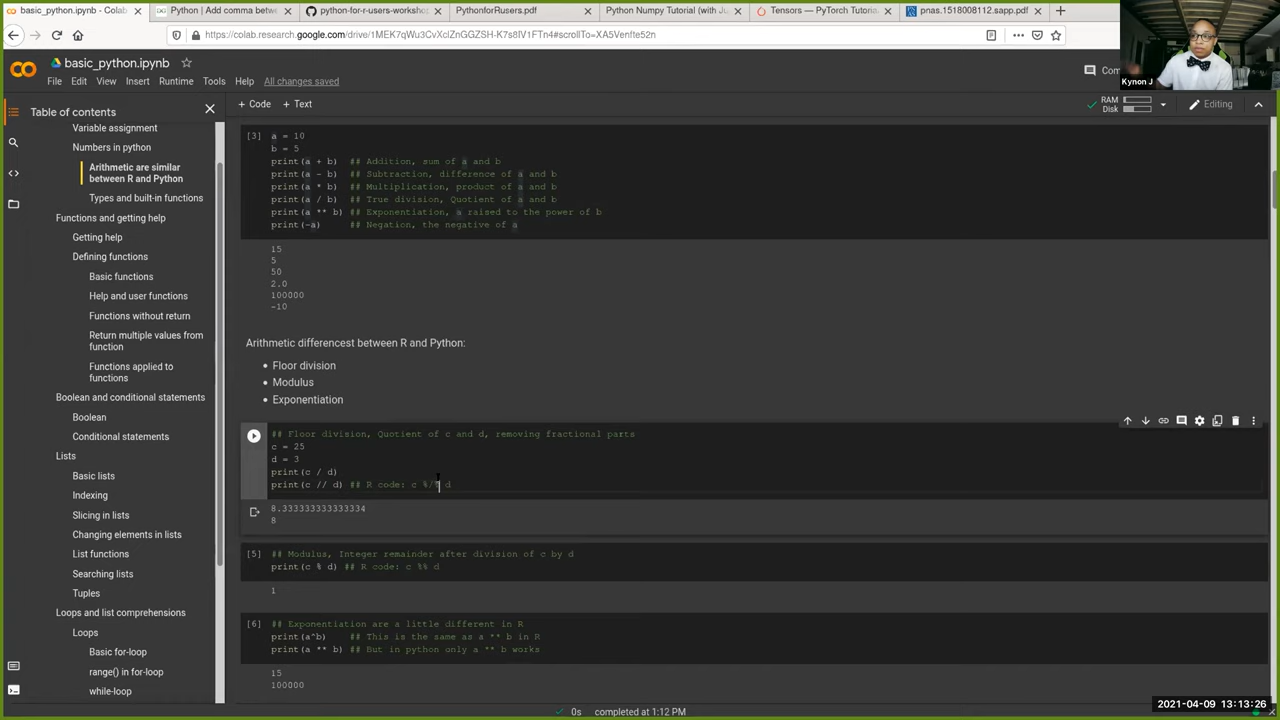 basic_python.ipynb - Colab
Python | Add comma betwe
python-for-r-users-worksho
PythonforRusers.pdf
Python Numpy Tutorial (with Ju
Tensors — PyTorch Tutoria
pnas.1518008112.sapp.pdf
https://colab.research.google.com/drive/1MEK7qWu3CvXclZnGGZSH-K7s8IV1FTn4#scrollTo=XA5Venfte52n
Kynon J
basic_python.ipynb
File Edit View Insert Runtime Tools Help All changes saved
Com
Table of contents
+ Code + Text
RAM
Disk
Editing
Variable assignment
Numbers in python
Arithmetic are similar
between R and Python
Types and built-in functions
Functions and getting help
Getting help
Defining functions
Basic functions
Help and user functions
Functions without return
Return multiple values from
function
Functions applied to
functions
Boolean and conditional statements
Boolean
Conditional statements
Lists
Basic lists
Indexing
Slicing in lists
Changing elements in lists
List functions
Searching lists
Tuples
Loops and list comprehensions
Loops
Basic for-loop
range() in for-loop
while-loop
[3] a = 10
b = 5
print(a + b) ## Addition, sum of a and b
print(a - b) ## Subtraction, difference of a and b
print(a * b) ## Multiplication, product of a and b
print(a / b) ## True division, Quotient of a and b
print(a ** b) ## Exponentiation, a raised to the power of b
print(-a) ## Negation, the negative of a
15
5
50
2.0
100000
-10
Arithmetic differencest between R and Python:
• Floor division
• Modulus
• Exponentiation
## Floor division, Quotient of c and d, removing fractional parts
c = 25
d = 3
print(c / d)
print(c // d) ## R code: c %/% d
8.333333333333334
8
[5] ## Modulus, Integer remainder after division of c by d
print(c % d) ## R code: c %% d
1
[6] ## Exponentiation are a little different in R
print(a^b) ## This is the same as a ** b in R
print(a ** b) ## But in python only a ** b works
15
100000
0s completed at 1:12 PM
2021-04-09 13:13:26